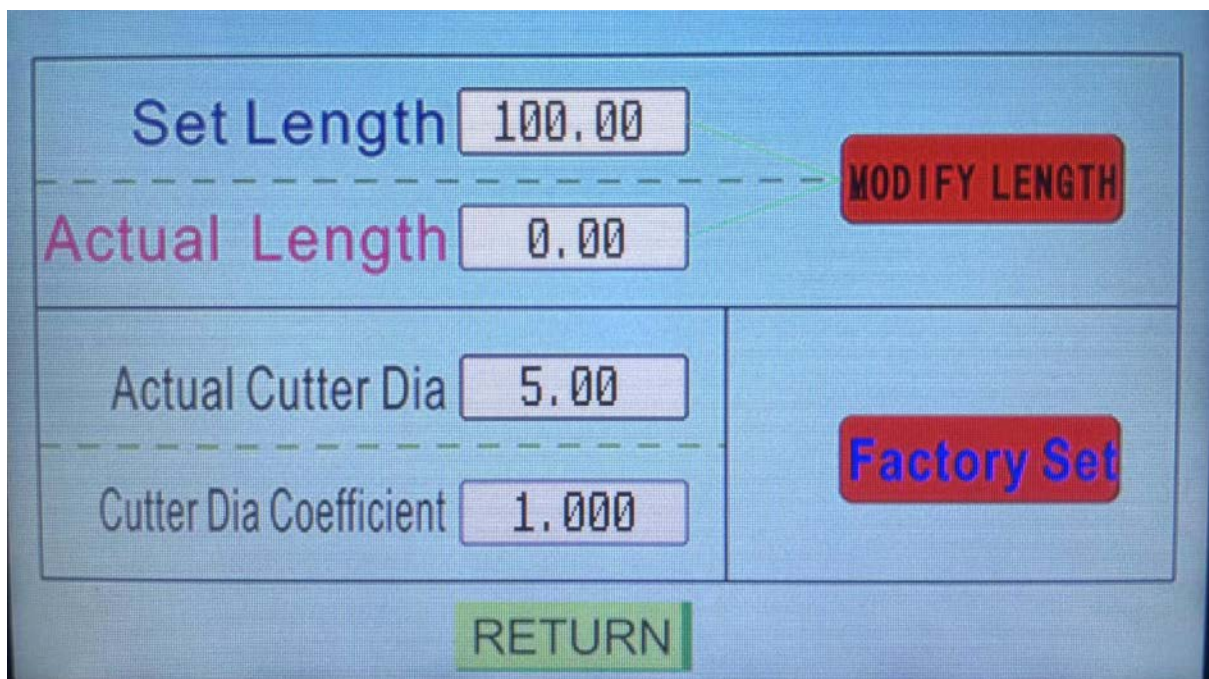 Set Length 100.00
MODIFY LENGTH
Actual Length 0.00
Actual Cutter Dia 5.00
Factory Set
Cutter Dia Coefficient 1.000
RETURN